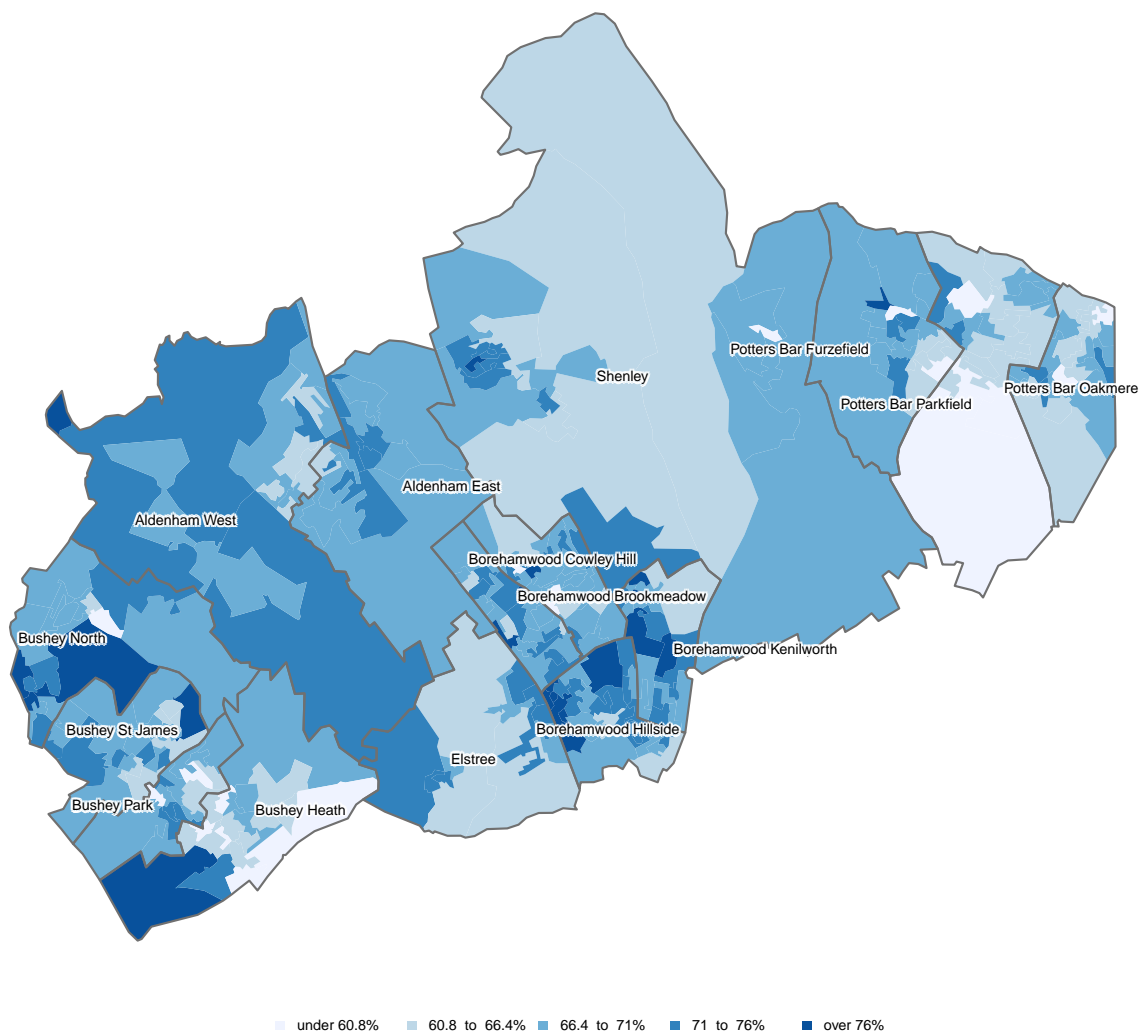 Potters Bar Furzefield
Shenley
Potters Bar Oakmere
Potters Bar Parkfield
Aldenham East
Aldenham West
Borehamwood Cowley Hill
Borehamwood Brookmeadow
Bushey North
Borehamwood Kenilworth
Bushey St James
Borehamwood Hillside
Elstree
Bushey Park
Bushey Heath
under 60.8% 60.8 to 66.4% 66.4 to 71% 71 to 76% over 76%